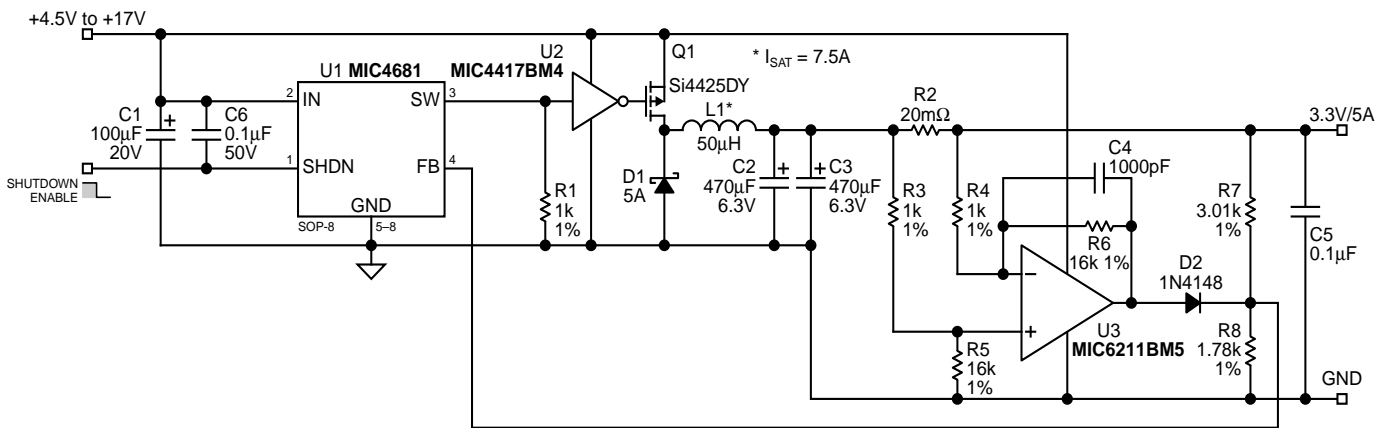 +4.5V to +17V
U1 MIC4681
2
IN
SW
3
1
SHDN
FB
4
GND
SOP-8
5–8
C1
100µF
20V
+
C6
0.1µF
50V
SHUTDOWN
ENABLE
U2
MIC4417BM4
Q1
Si4425DY
* ISAT = 7.5A
L1*
50µH
R1
1k
1%
D1
5A
C2
470µF
6.3V
+
C3
470µF
6.3V
+
R2
20mΩ
R3
1k
1%
R4
1k
1%
C4
1000pF
R6
16k 1%
R5
16k
1%
−
+
U3
MIC6211BM5
D2
1N4148
R7
3.01k
1%
R8
1.78k
1%
C5
0.1µF
3.3V/5A
GND